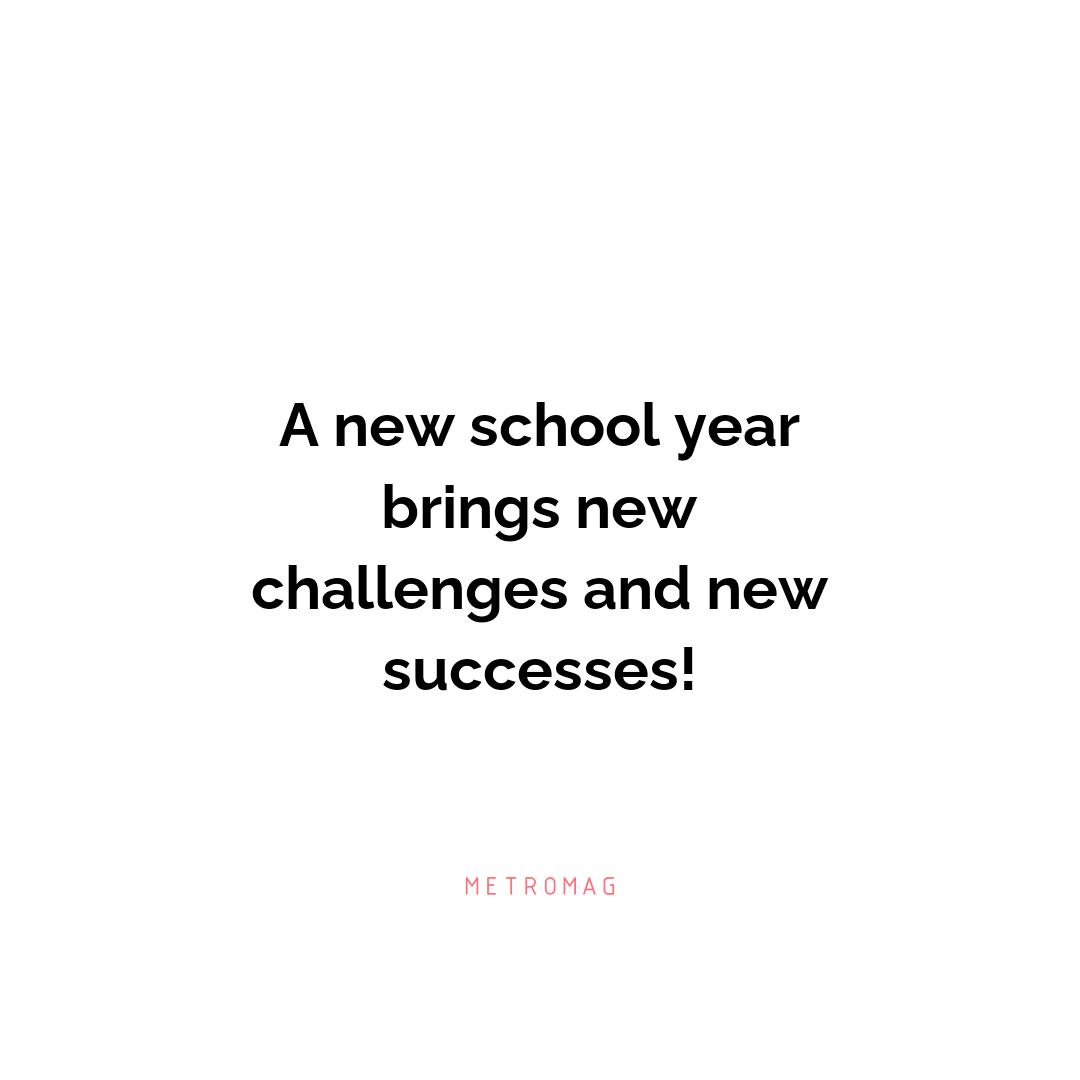 A new school year
brings new
challenges and new
successes!
METROMAG